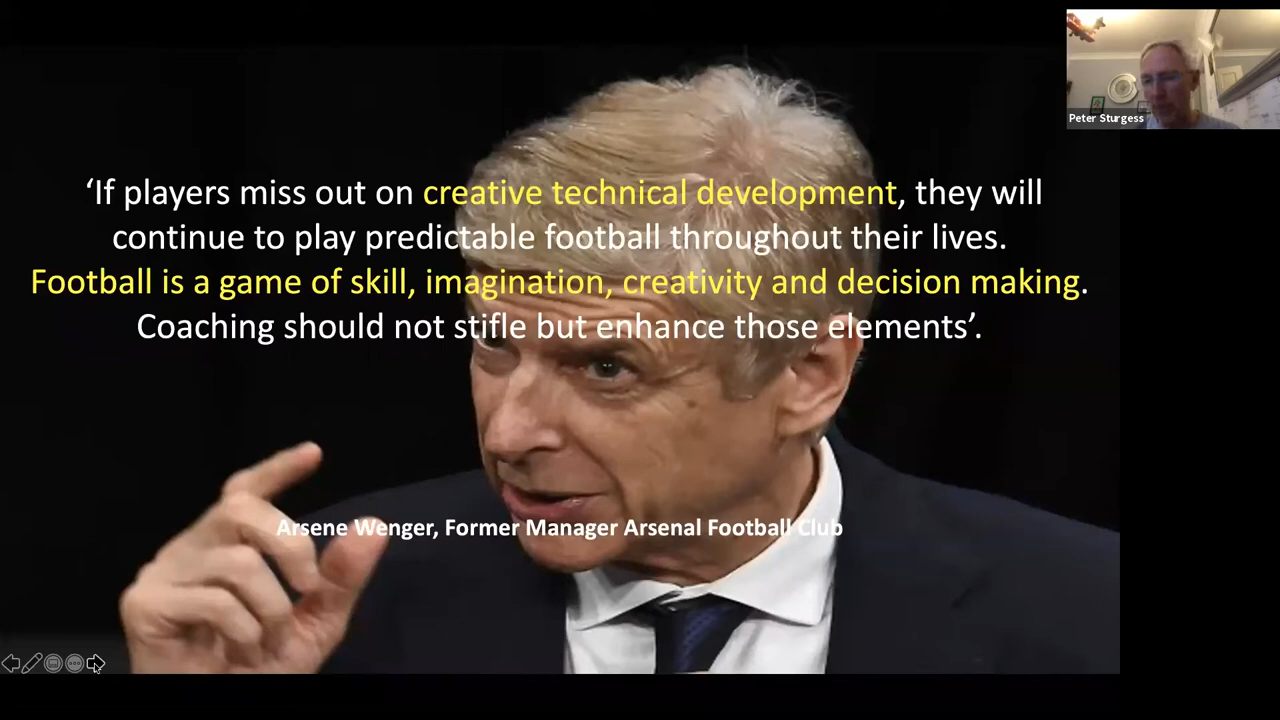 Peter Sturgess
‘If players miss out on creative technical development, they will
continue to play predictable football throughout their lives.
Football is a game of skill, imagination, creativity and decision making.
Coaching should not stifle but enhance those elements’.
Arsene Wenger, Former Manager Arsenal Football Club